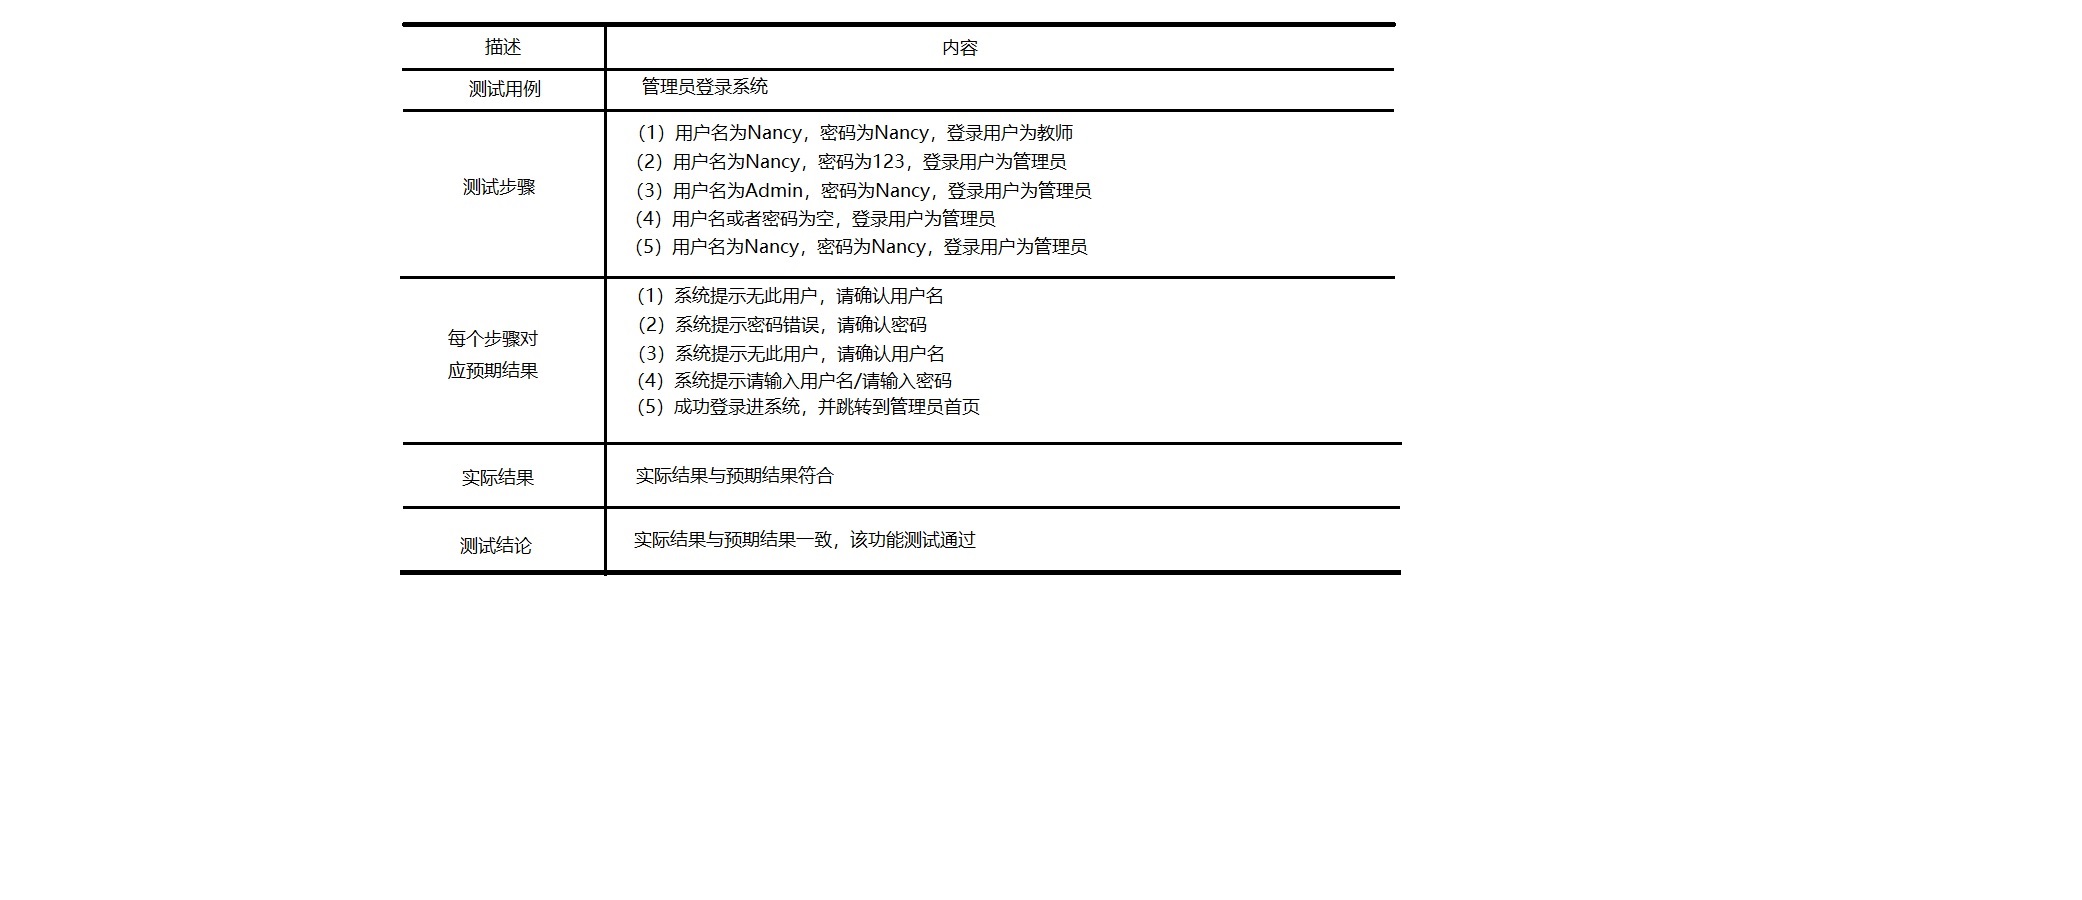 描述
内容
测试用例
管理员登录系统
测试步骤
（1）用户名为Nancy，密码为Nancy，登录用户为教师
（2）用户名为Nancy，密码为123，登录用户为管理员
（3）用户名为Admin，密码为Nancy，登录用户为管理员
（4）用户名或者密码为空，登录用户为管理员
（5）用户名为Nancy，密码为Nancy，登录用户为管理员
每个步骤对
应预期结果
（1）系统提示无此用户，请确认用户名
（2）系统提示密码错误，请确认密码
（3）系统提示无此用户，请确认用户名
（4）系统提示请输入用户名/请输入密码
（5）成功登录进系统，并跳转到管理员首页
实际结果
实际结果与预期结果符合
测试结论
实际结果与预期结果一致，该功能测试通过